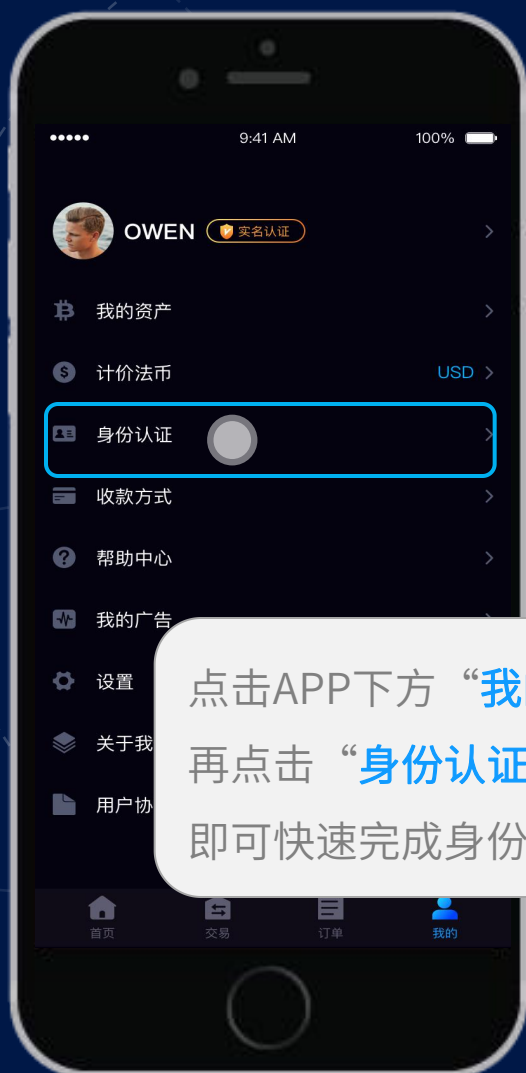 9:41 AM 100%
OWEN 实名认证
我的资产
计价法币 USD
身份认证
收款方式
帮助中心
我的广告
设置
关于我
用户协
点击APP下方“我
再点击“身份认证
即可快速完成身份
首页 交易 订单 我的